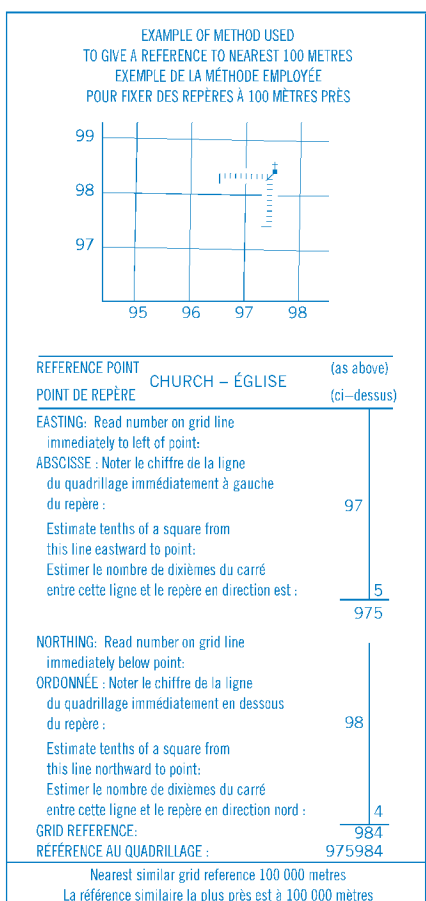 EXAMPLE OF METHOD USED
TO GIVE A REFERENCE TO NEAREST 100 METRES
EXEMPLE DE LA MÉTHODE EMPLOYÉE
POUR FIXER DES REPÈRES À 100 MÈTRES PRÈS
99
98
97
95 96 97 98
REFERENCE POINT
CHURCH – ÉGLISE
(as above)
POINT DE REPÈRE
(ci–dessus)
EASTING: Read number on grid line
immediately to left of point:
ABSCISSE : Noter le chiffre de la ligne
du quadrillage immédiatement à gauche
du repère : 97
Estimate tenths of a square from
this line eastward to point:
Estimer le nombre de dixièmes du carré
entre cette ligne et le repère en direction est : 5
975
NORTHING: Read number on grid line
immediately below point:
ORDONNÉE : Noter le chiffre de la ligne
du quadrillage immédiatement en dessous
du repère : 98
Estimate tenths of a square from
this line northward to point:
Estimer le nombre de dixièmes du carré
entre cette ligne et le repère en direction nord : 4
GRID REFERENCE: 984
RÉFÉRENCE AU QUADRILLAGE : 975984
Nearest similar grid reference 100 000 metres
La référence similaire la plus près est à 100 000 mètres